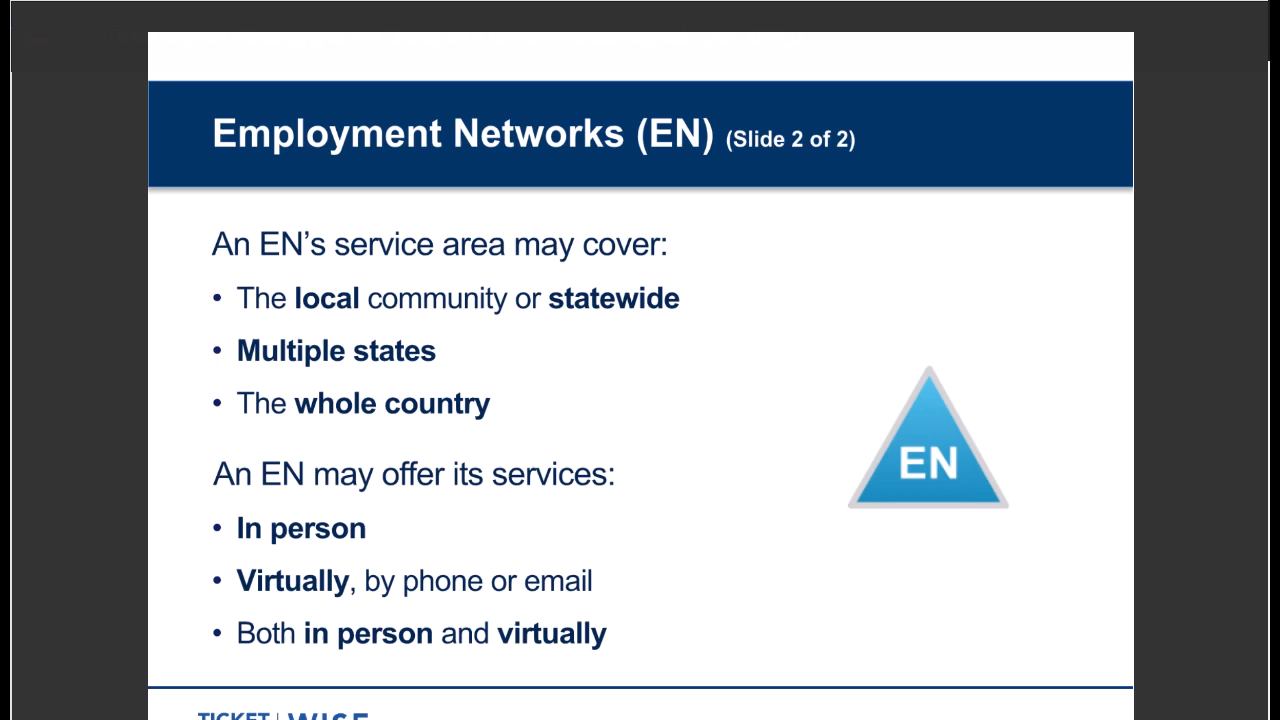 Employment Networks (EN) (Slide 2 of 2)
An EN’s service area may cover:
• The local community or statewide
• Multiple states
• The whole country
EN
An EN may offer its services:
• In person
• Virtually, by phone or email
• Both in person and virtually
TICKET | WISE